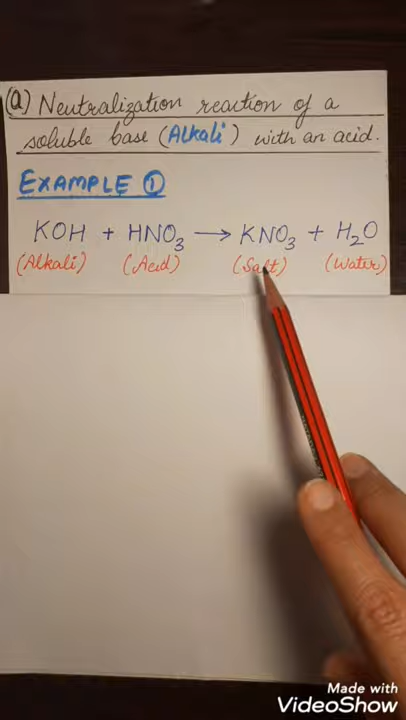 (a) Neutralization reaction of a
soluble base (Alkali) with an acid.
EXAMPLE ①
KOH + HNO₃ → KNO₃ + H₂O
(Alkali) (Acid) (Salt) (Water)
Made with
VideoShow